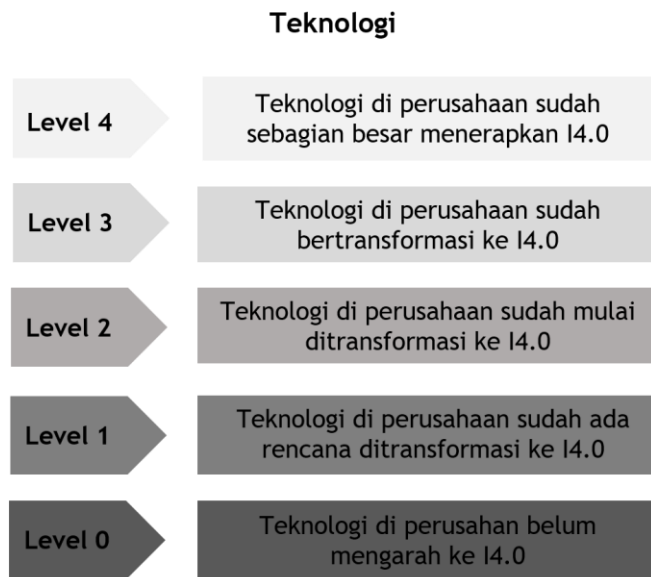 Teknologi
Level 4
Teknologi di perusahaan sudah
sebagian besar menerapkan I4.0
Level 3
Teknologi di perusahaan sudah
bertransformasi ke I4.0
Level 2
Teknologi di perusahaan sudah mulai
ditransformasi ke I4.0
Level 1
Teknologi di perusahaan sudah ada
rencana ditransformasi ke I4.0
Level 0
Teknologi di perusahan belum
mengarah ke I4.0